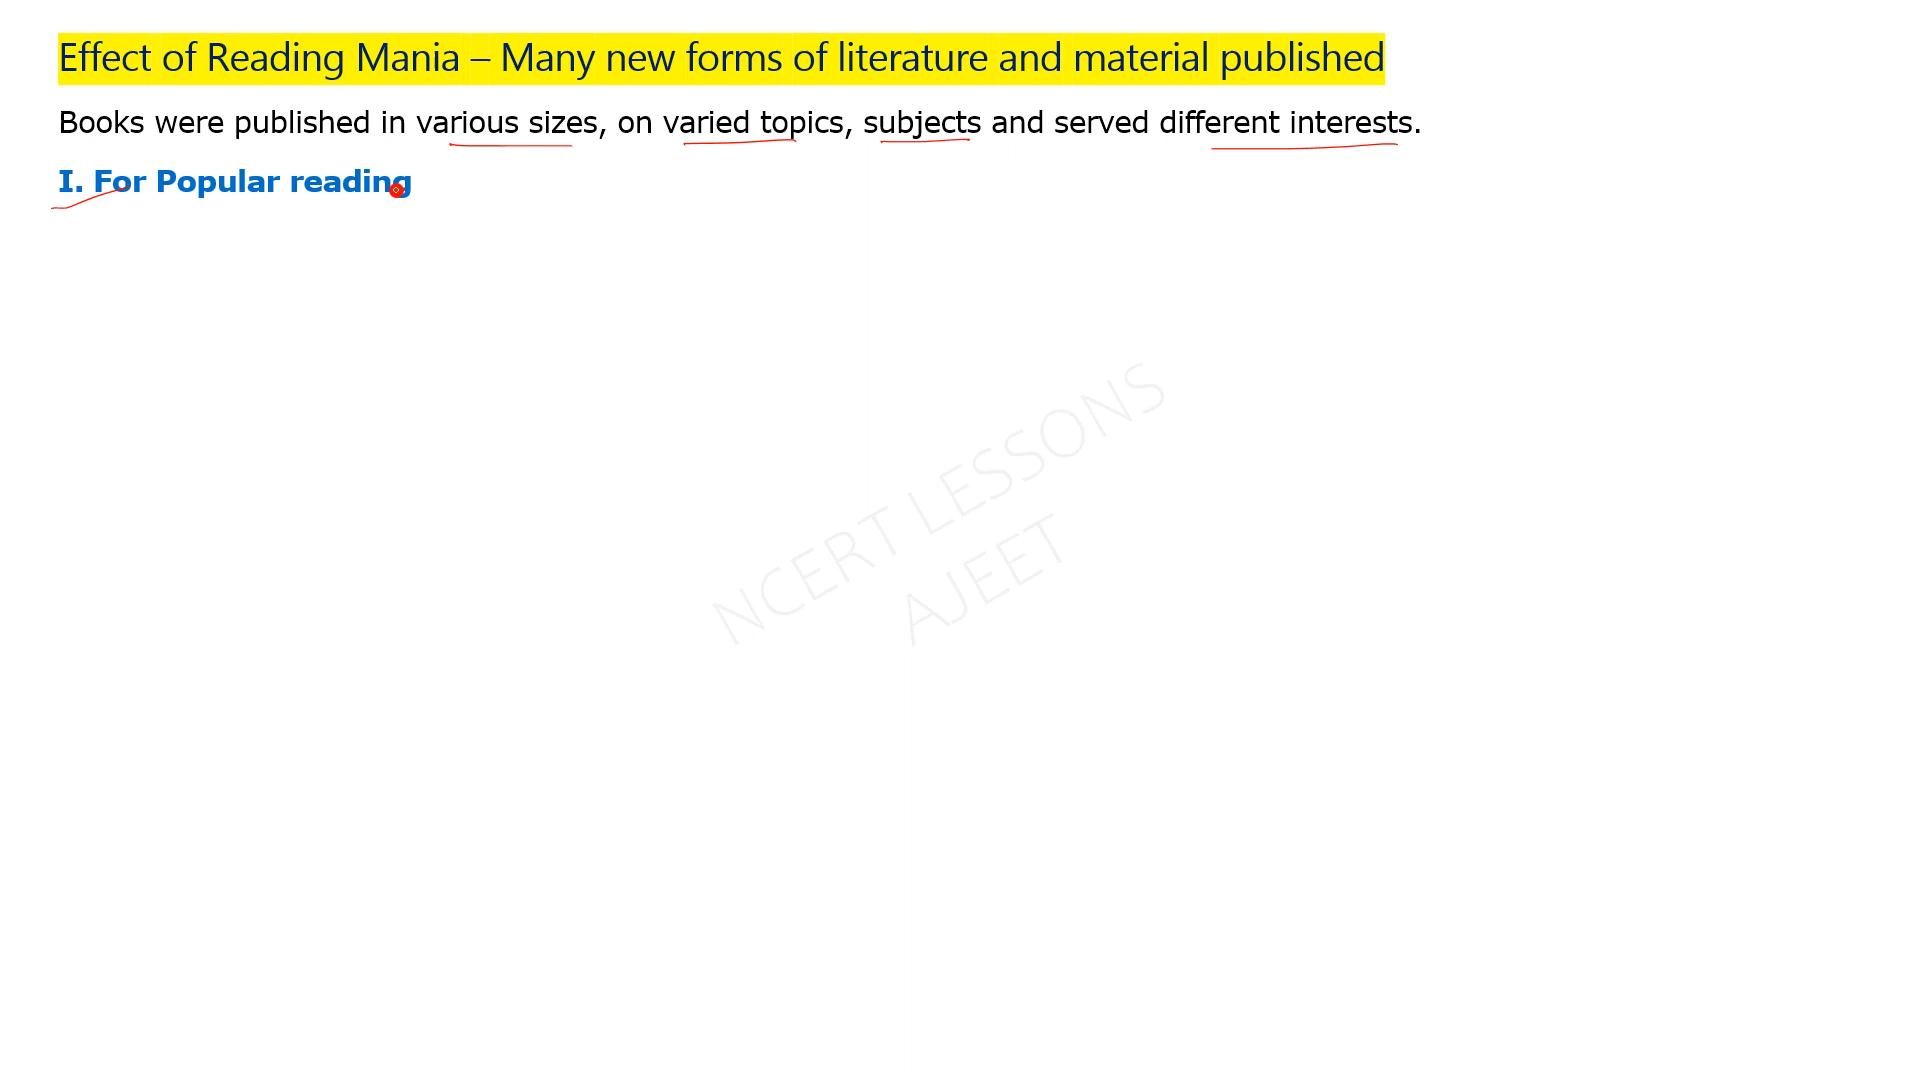 Effect of Reading Mania – Many new forms of literature and material published
Books were published in various sizes, on varied topics, subjects and served different interests.
I. For Popular reading
NCERT LESSONS
AJEET